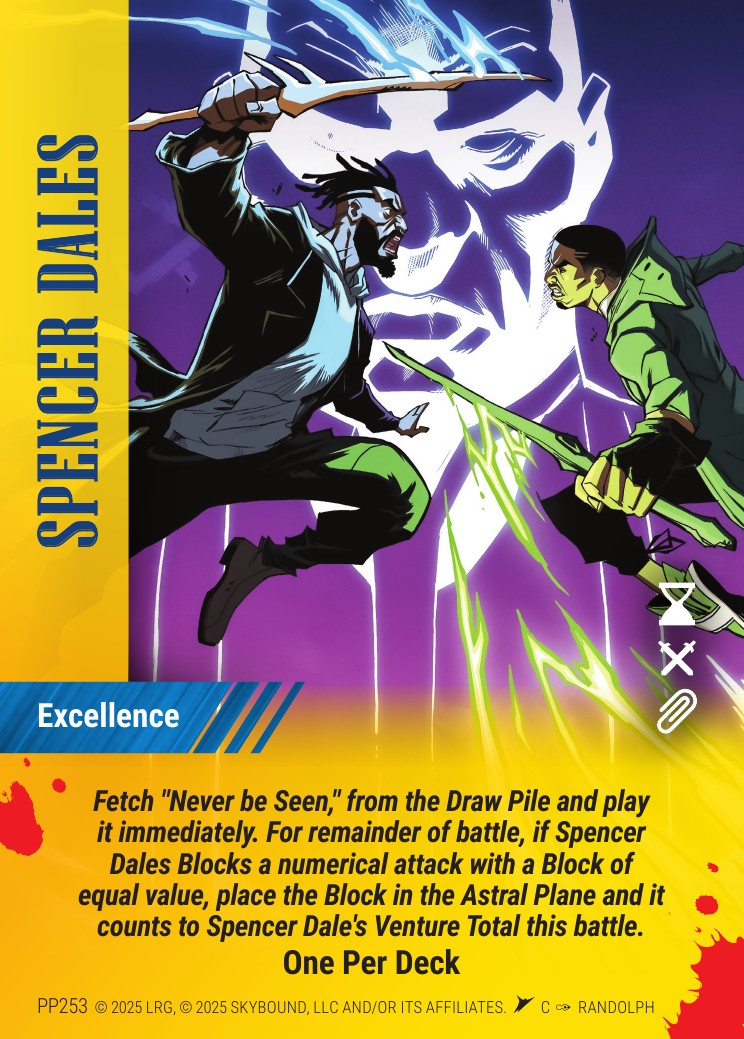 SPENCER DALES
Excellence
Fetch "Never be Seen," from the Draw Pile and play
it immediately. For remainder of battle, if Spencer
Dales Blocks a numerical attack with a Block of
equal value, place the Block in the Astral Plane and it
counts to Spencer Dale's Venture Total this battle.
One Per Deck
PP253 © 2025 LRG, © 2025 SKYBOUND, LLC AND/OR ITS AFFILIATES. C RANDOLPH